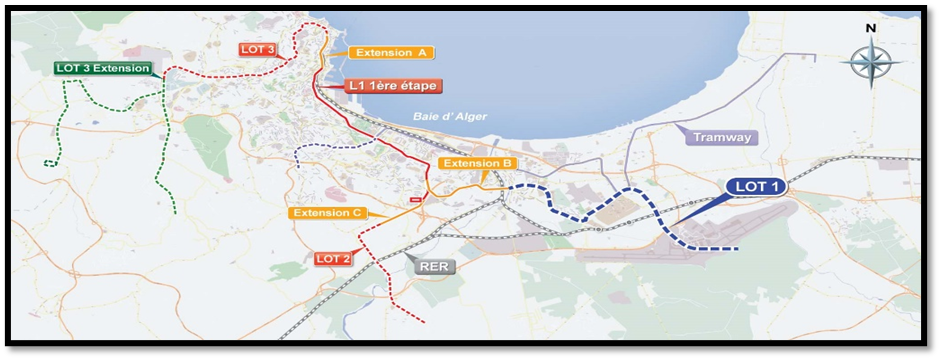 N
LOT 3
Extension A
LOT 3 Extension
L1 1ère étape
Baie d'Alger
Tramway
Extension B
LOT 1
Extension C
LOT 2
RER